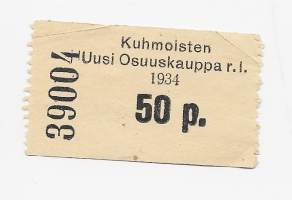 39004
Kuhmoisten
Uusi Osuuskauppa r.l.
1934
50 p.